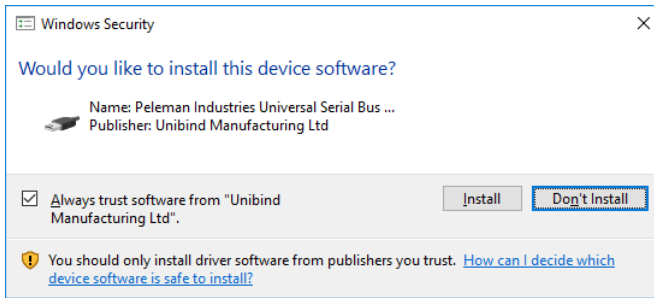 Windows Security
Would you like to install this device software?
Name: Peleman Industries Universal Serial Bus ...
Publisher: Unibind Manufacturing Ltd
Always trust software from "Unibind
Manufacturing Ltd".
Install
Don't Install
You should only install driver software from publishers you trust. How can I decide which
device software is safe to install?